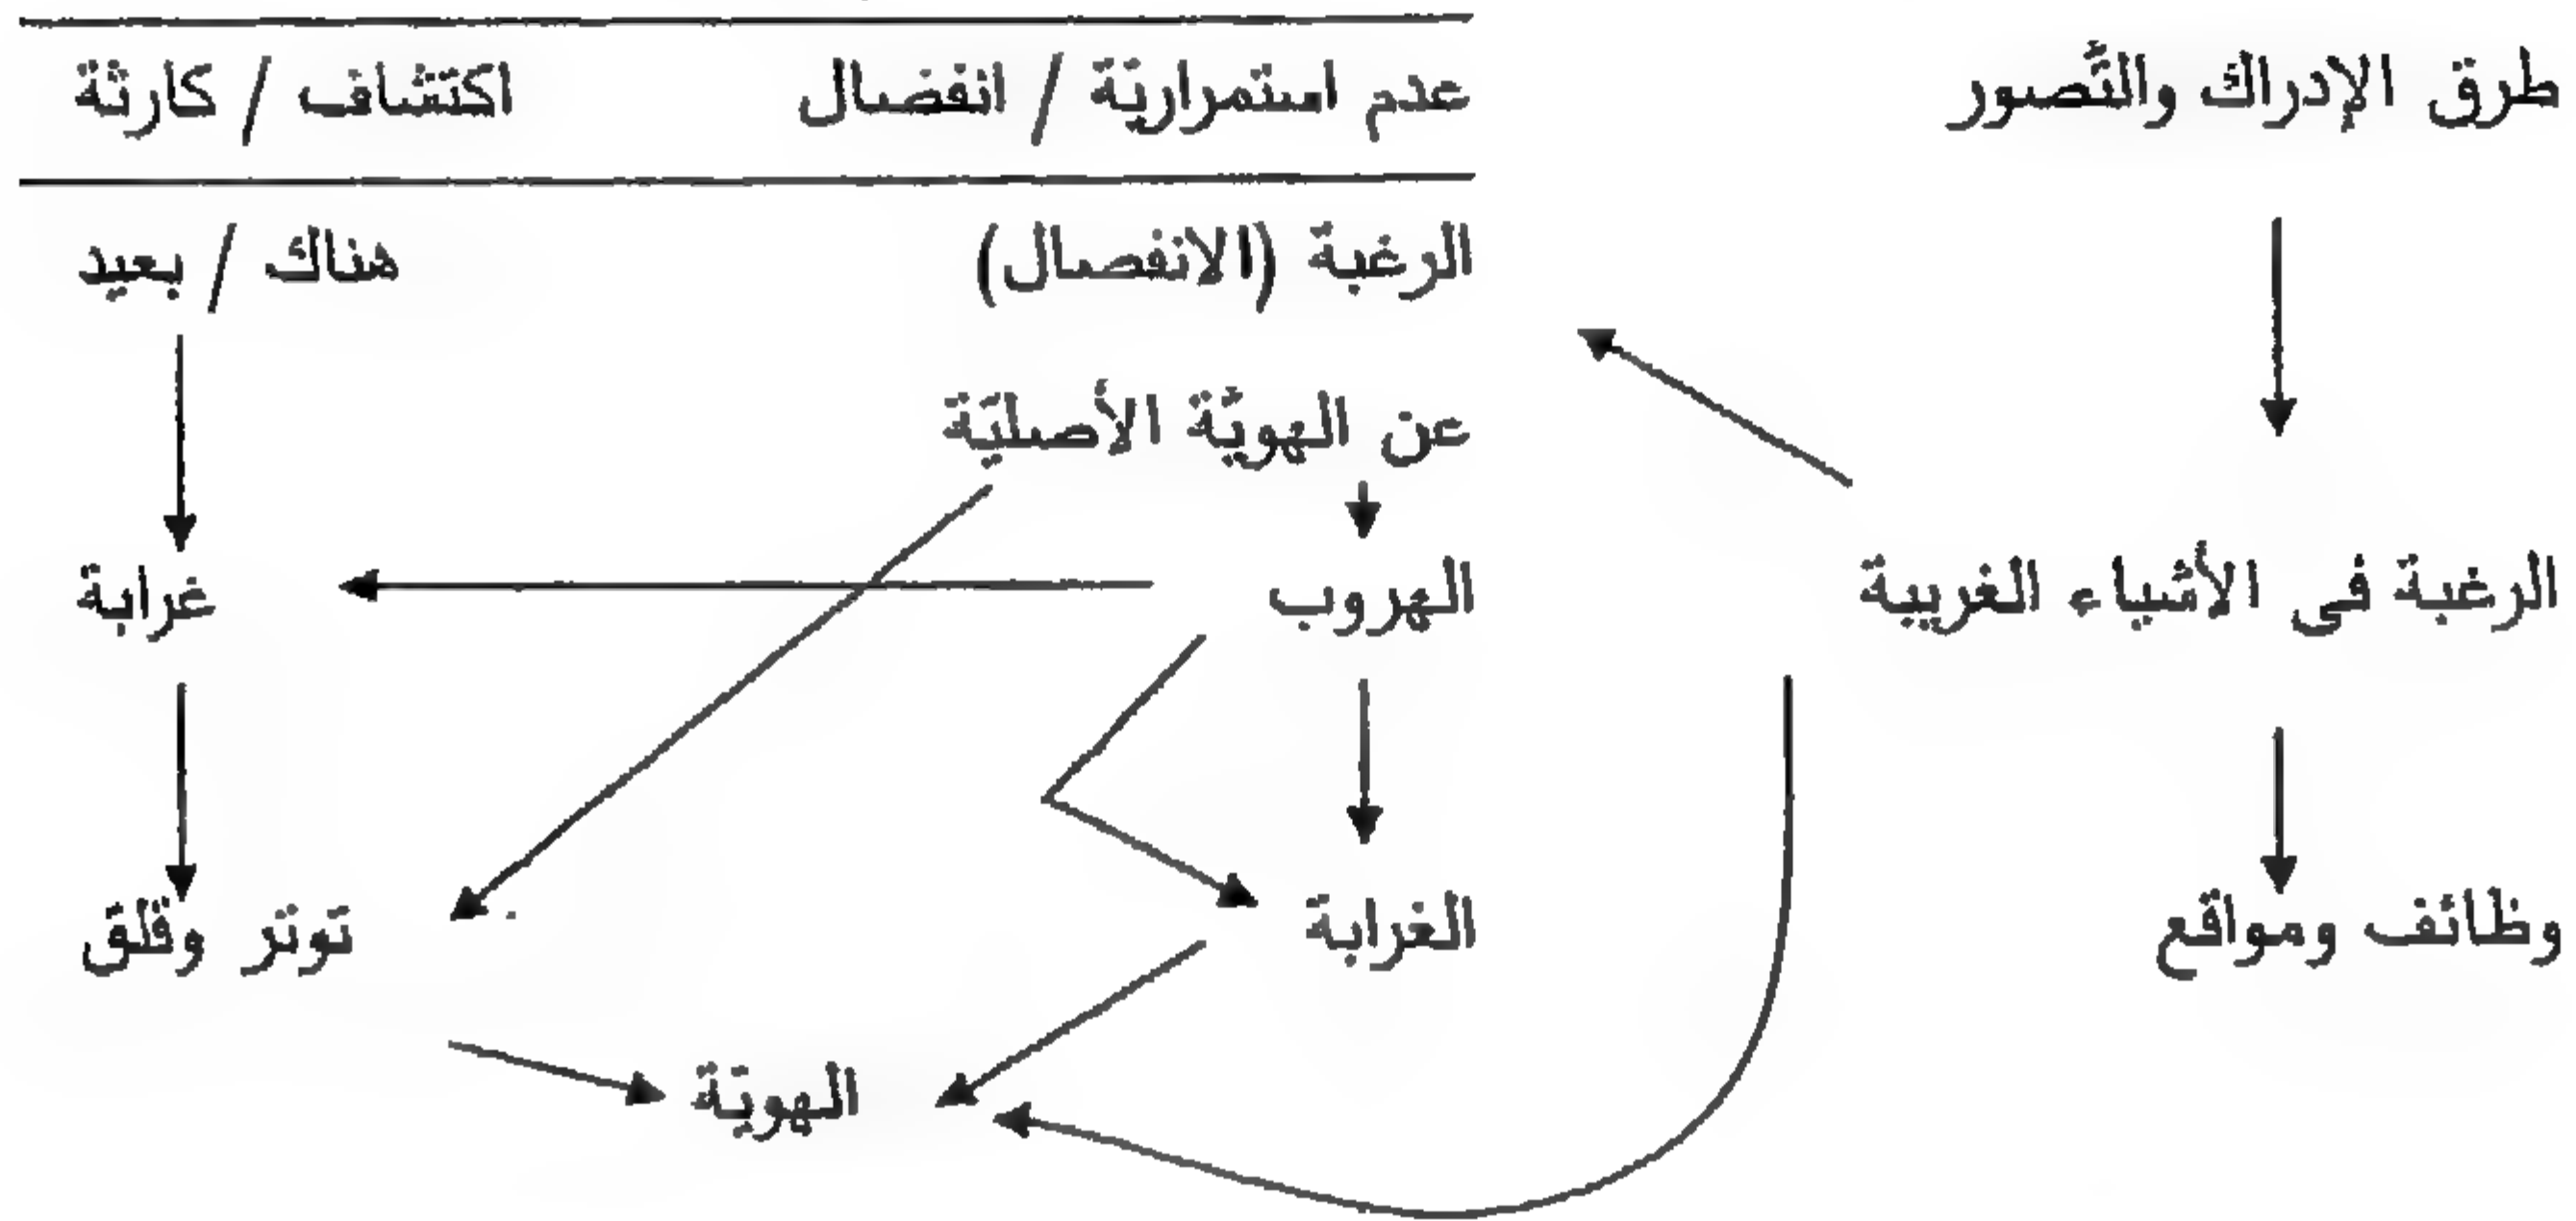 طرق الإدراك والتَّصور عدم استمراريّة / انفصال اكتشاف / كارثة
الرغبة (الانفصال) هناك / بعيد
عن الهويّة الأصليّة
الرغبة فى الأشياء الغريبة الهروب غرابة
وظائف ومواقع الغرابة توتر وقلق
الهويّة